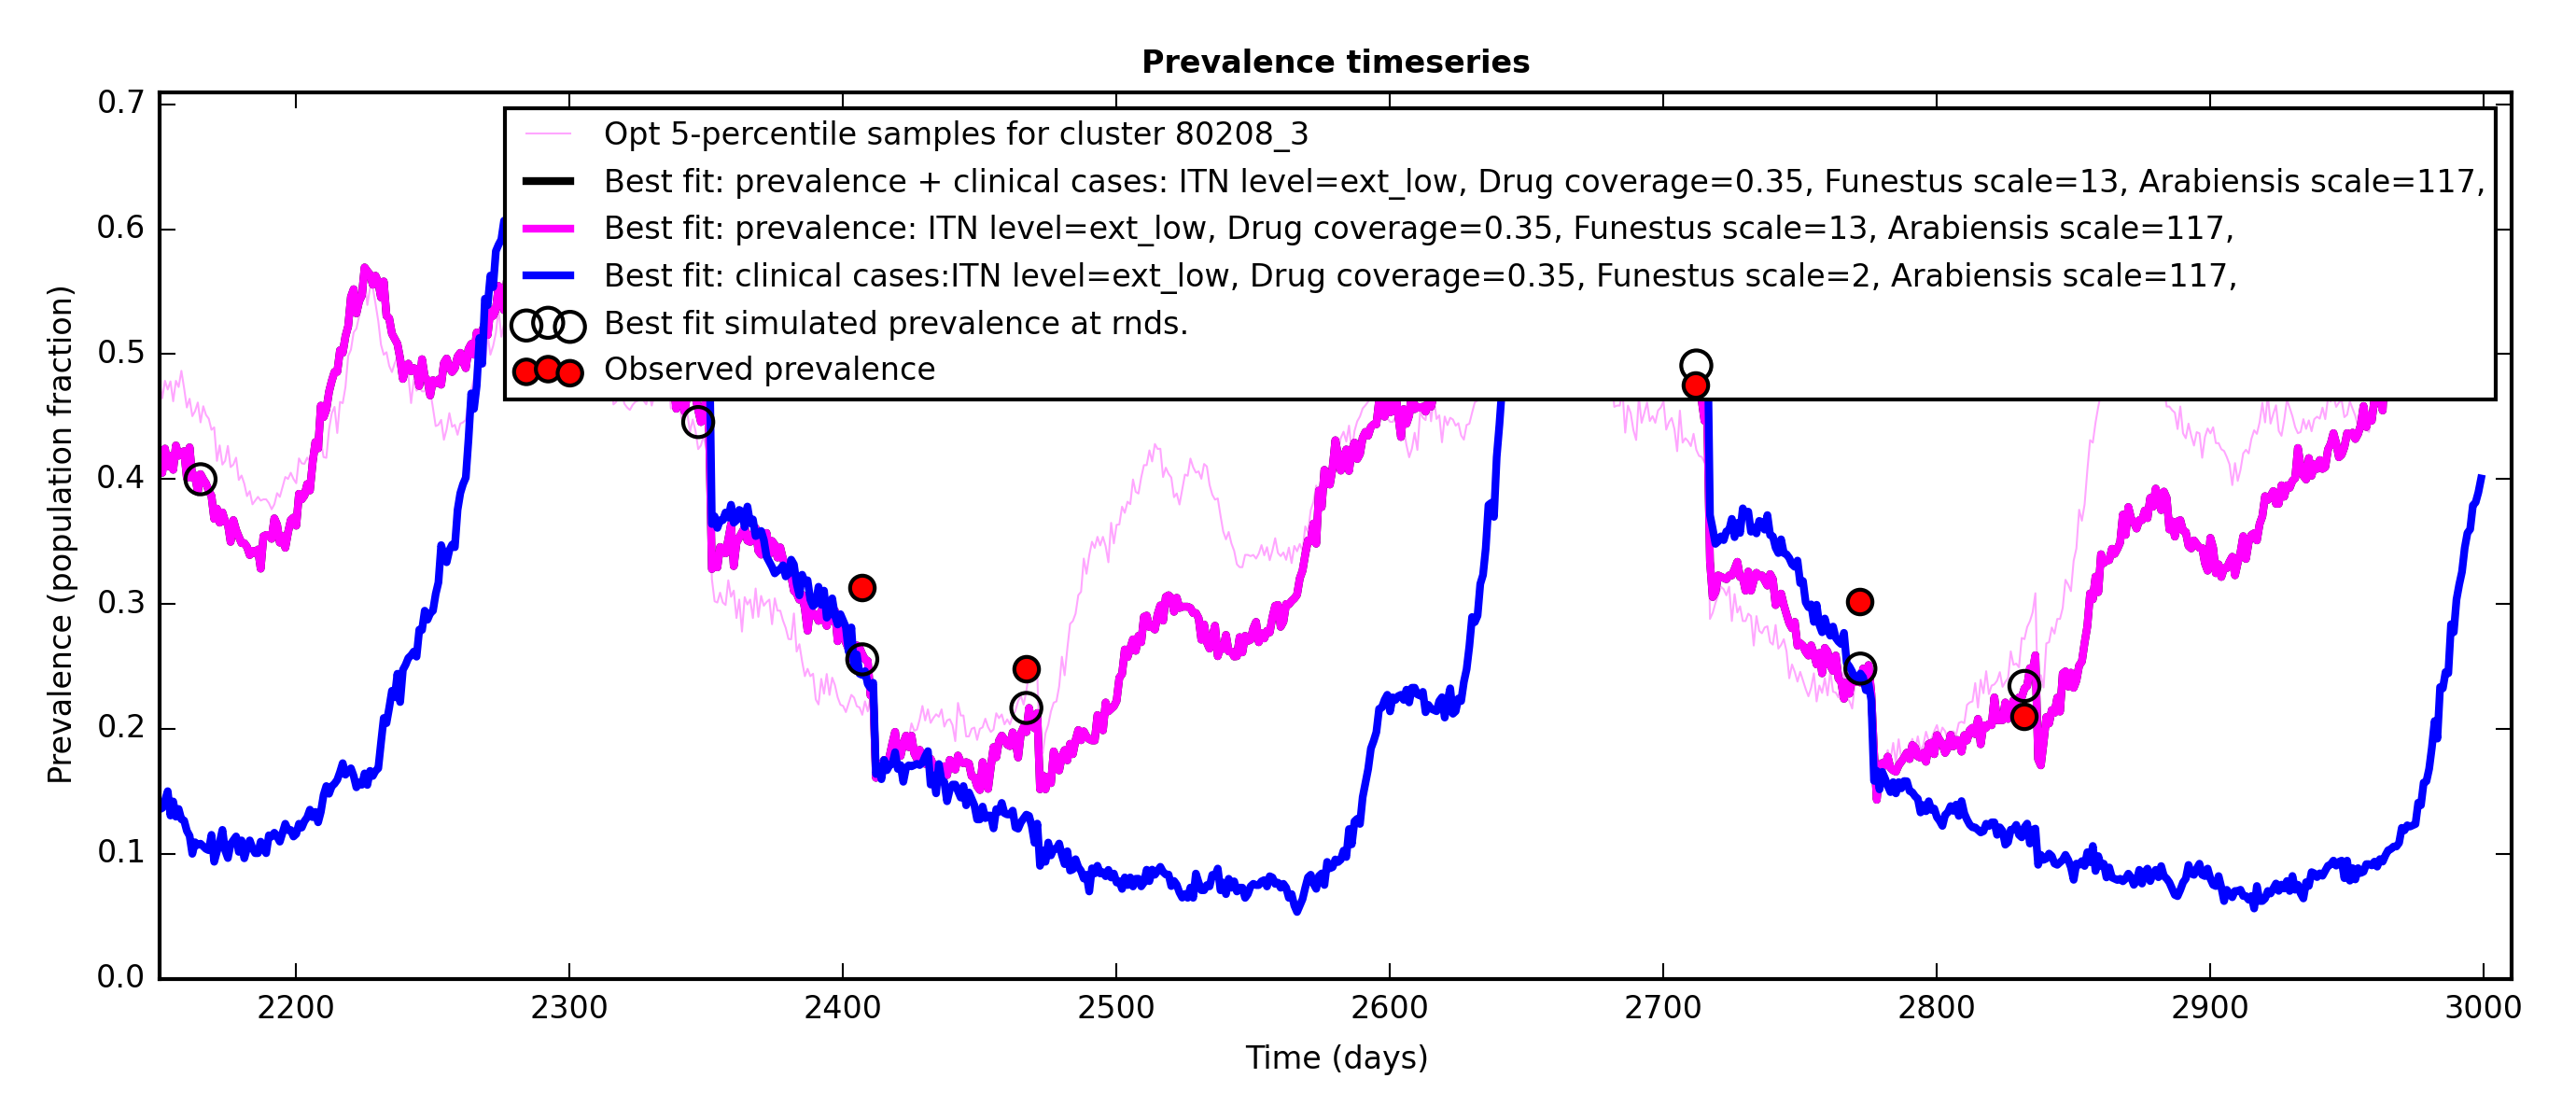 Prevalence timeseries
0.7
0.6
0.5
0.4
0.3
0.2
0.1
0.0
Prevalence (population fraction)
Opt 5-percentile samples for cluster 80208_3
Best fit: prevalence + clinical cases: ITN level=ext_low, Drug coverage=0.35, Funestus scale=13, Arabiensis scale=117,
Best fit: prevalence: ITN level=ext_low, Drug coverage=0.35, Funestus scale=13, Arabiensis scale=117,
Best fit: clinical cases:ITN level=ext_low, Drug coverage=0.35, Funestus scale=2, Arabiensis scale=117,
Best fit simulated prevalence at rnds.
Observed prevalence
2200 2300 2400 2500 2600 2700 2800 2900 3000
Time (days)